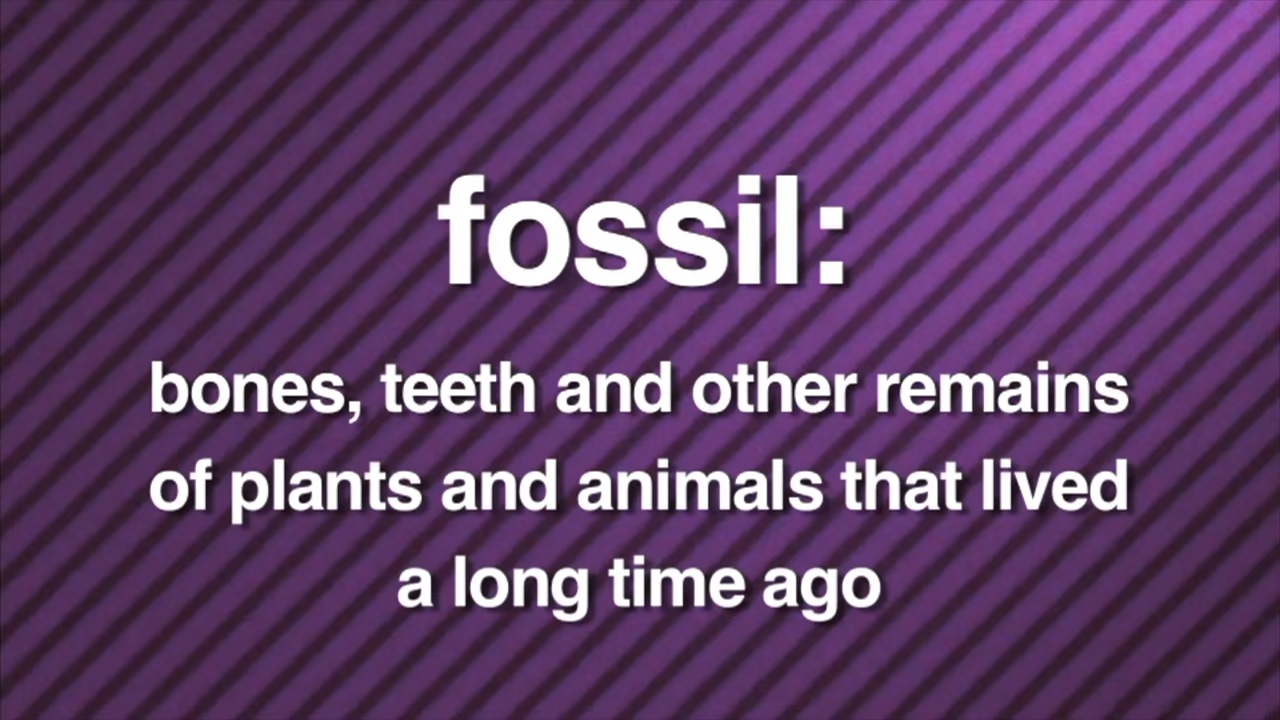 fossil:
bones, teeth and other remains
of plants and animals that lived
a long time ago